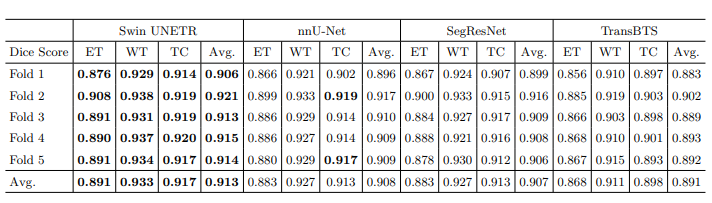 Swin UNETR nnU-Net SegResNet TransBTS
Dice Score ET WT TC Avg. ET WT TC Avg. ET WT TC Avg. ET WT TC Avg.
Fold 1 0.876 0.929 0.914 0.906 0.866 0.921 0.902 0.896 0.867 0.924 0.907 0.899 0.856 0.910 0.897 0.883
Fold 2 0.908 0.938 0.919 0.921 0.899 0.933 0.919 0.917 0.900 0.933 0.915 0.916 0.885 0.919 0.903 0.902
Fold 3 0.891 0.931 0.919 0.913 0.886 0.929 0.914 0.910 0.884 0.927 0.917 0.909 0.866 0.903 0.898 0.889
Fold 4 0.890 0.937 0.920 0.915 0.886 0.927 0.914 0.909 0.888 0.921 0.916 0.908 0.868 0.910 0.901 0.893
Fold 5 0.891 0.934 0.917 0.914 0.880 0.929 0.917 0.909 0.878 0.930 0.912 0.906 0.867 0.915 0.893 0.892
Avg. 0.891 0.933 0.917 0.913 0.883 0.927 0.913 0.908 0.883 0.927 0.913 0.907 0.868 0.911 0.898 0.891